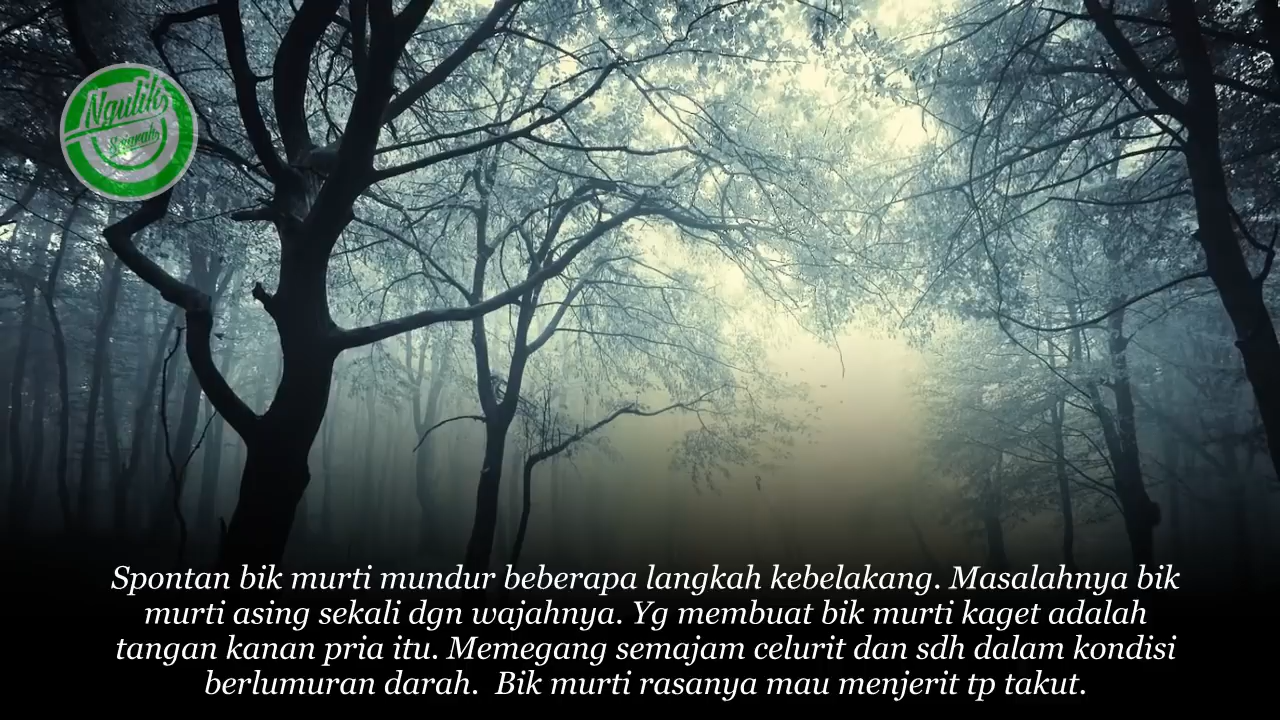 Ngulik
Sejarah
Spontan bik murti mundur beberapa langkah kebelakang. Masalahnya bik
murti asing sekali dgn wajahnya. Yg membuat bik murti kaget adalah
tangan kanan pria itu. Memegang semajam celurit dan sdh dalam kondisi
berlumuran darah.  Bik murti rasanya mau menjerit tp takut.